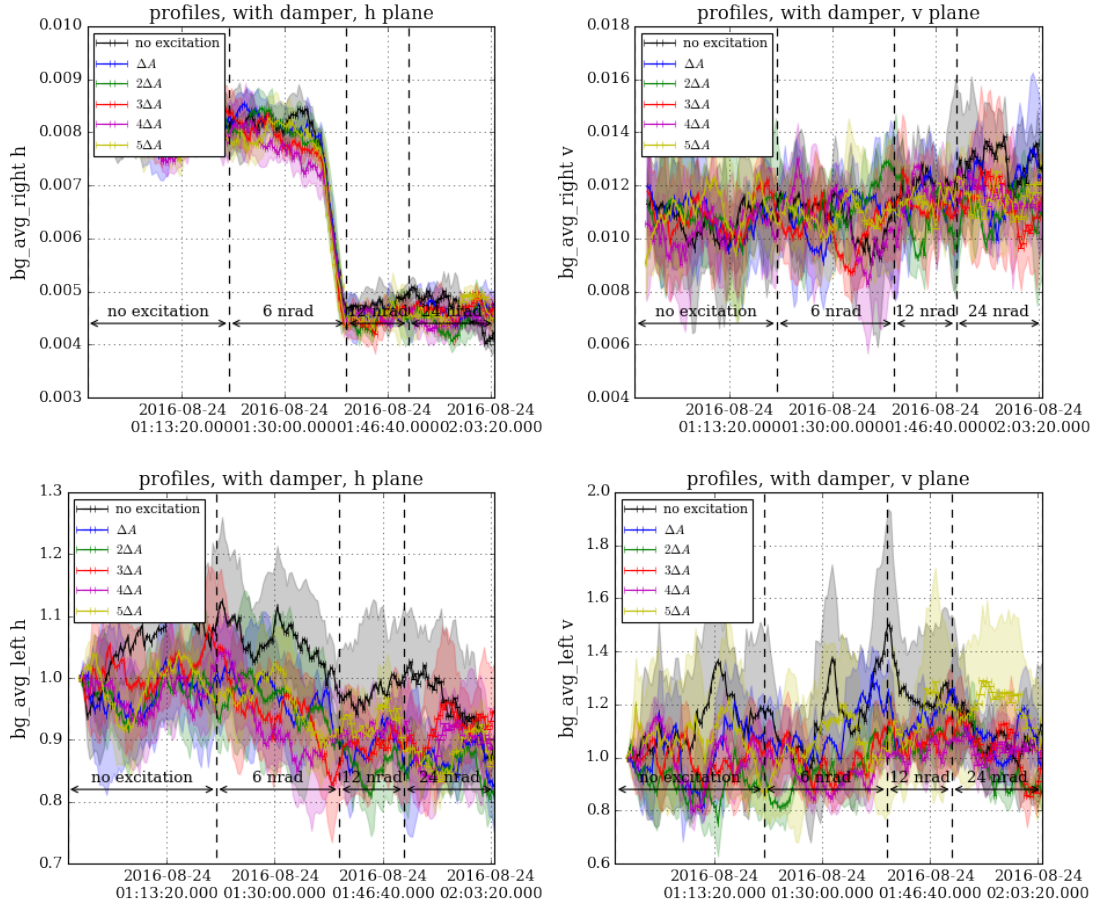 profiles, with damper, h plane
0.010
0.009
0.008
0.007
0.006
0.005
0.004
0.003
bg_avg_right h
no excitation
ΔA
2ΔA
3ΔA
4ΔA
5ΔA
no excitation
6 nrad
12 nrad
24 nrad
2016-08-24 2016-08-24 2016-08-24 2016-08-24
01:13:20.000 01:30:00.000 01:46:40.000 02:03:20.000
profiles, with damper, v plane
0.018
0.016
0.014
0.012
0.010
0.008
0.006
0.004
bg_avg_right v
no excitation
ΔA
2ΔA
3ΔA
4ΔA
5ΔA
no excitation
6 nrad
12 nrad
24 nrad
2016-08-24 2016-08-24 2016-08-24 2016-08-24
01:13:20.000 01:30:00.000 01:46:40.000 02:03:20.000
profiles, with damper, h plane
1.3
1.2
1.1
1.0
0.9
0.8
0.7
bg_avg_left h
no excitation
ΔA
2ΔA
3ΔA
4ΔA
5ΔA
no excitation
6 nrad
12 nrad
24 nrad
2016-08-24 2016-08-24 2016-08-24 2016-08-24
01:13:20.000 01:30:00.000 01:46:40.000 02:03:20.000
profiles, with damper, v plane
2.0
1.8
1.6
1.4
1.2
1.0
0.8
0.6
bg_avg_left v
no excitation
ΔA
2ΔA
3ΔA
4ΔA
5ΔA
no excitation
6 nrad
12 nrad
24 nrad
2016-08-24 2016-08-24 2016-08-24 2016-08-24
01:13:20.000 01:30:00.000 01:46:40.000 02:03:20.000